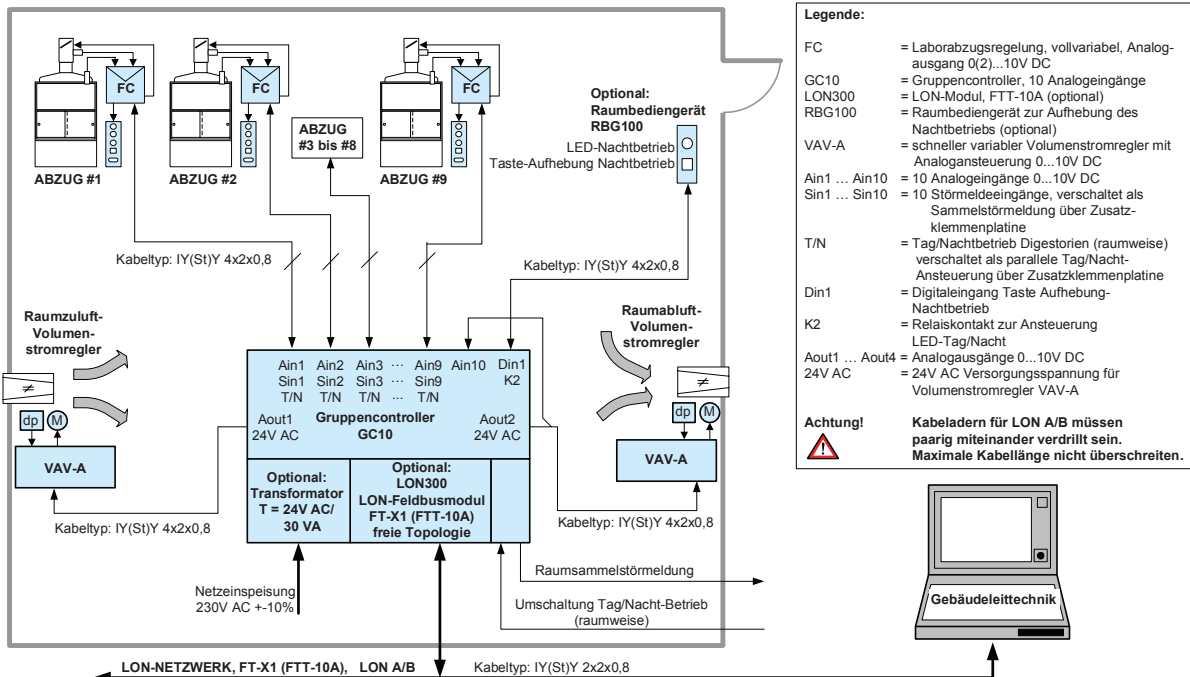 FC
FC
FC
ABZUG #1
ABZUG #2
ABZUG #9
ABZUG
#3 bis #8
Optional:
Raumbediengerät
RBG100
LED-Nachtbetrieb
Taste-Aufhebung Nachtbetrieb
Kabeltyp: IY(St)Y 4x2x0,8
Kabeltyp: IY(St)Y 4x2x0,8
Raumzuluft-
Volumen-
stromregler
Raumabluft-
Volumen-
stromregler
≠
≠
dp
M
dp
M
VAV-A
VAV-A
Ain1 Ain2 Ain3 ··· Ain9 Ain10 Din1
Sin1 Sin2 Sin3 ··· Sin9 K2
T/N T/N T/N T/N
Aout1
24V AC
Gruppencontroller
GC10
Aout2
24V AC
Optional:
Transformator
T = 24V AC/
30 VA
Optional:
LON300
LON-Feldbusmodul
FT-X1 (FTT-10A)
freie Topologie
Kabeltyp: IY(St)Y 4x2x0,8
Kabeltyp: IY(St)Y 4x2x0,8
Netzeinspeisung
230V AC +-10%
Raumsammelstörmeldung
Umschaltung Tag/Nacht-Betrieb
(raumweise)
LON-NETZWERK, FT-X1 (FTT-10A), LON A/B
Kabeltyp: IY(St)Y 2x2x0,8
Legende:
FC = Laborabzugsregelung, vollvariabel, Analog-
ausgang 0(2)...10V DC
GC10 = Gruppencontroller, 10 Analogeingänge
LON300 = LON-Modul, FTT-10A (optional)
RBG100 = Raumbediengerät zur Aufhebung des
Nachtbetriebs (optional)
VAV-A = schneller variabler Volumenstromregler mit
Analogansteuerung 0...10V DC
Ain1 … Ain10 = 10 Analogeingänge 0...10V DC
Sin1 … Sin10 = 10 Störmeldeeingänge, verschaltet als
Sammelstörmeldung über Zusatz-
klemmenplatine
T/N = Tag/Nachtbetrieb Digestorien (raumweise)
verschaltet als parallele Tag/Nacht-
Ansteuerung über Zusatzklemmenplatine
Din1 = Digitaleingang Taste Aufhebung-
Nachtbetrieb
K2 = Relaiskontakt zur Ansteuerung
LED-Tag/Nacht
Aout1 … Aout4 = Analogausgänge 0...10V DC
24V AC = 24V AC Versorgungsspannung für
Volumenstromregler VAV-A
Achtung! Kabeladern für LON A/B müssen
paarig miteinander verdrillt sein.
! Maximale Kabellänge nicht überschreiten.
Gebäudeleittechnik